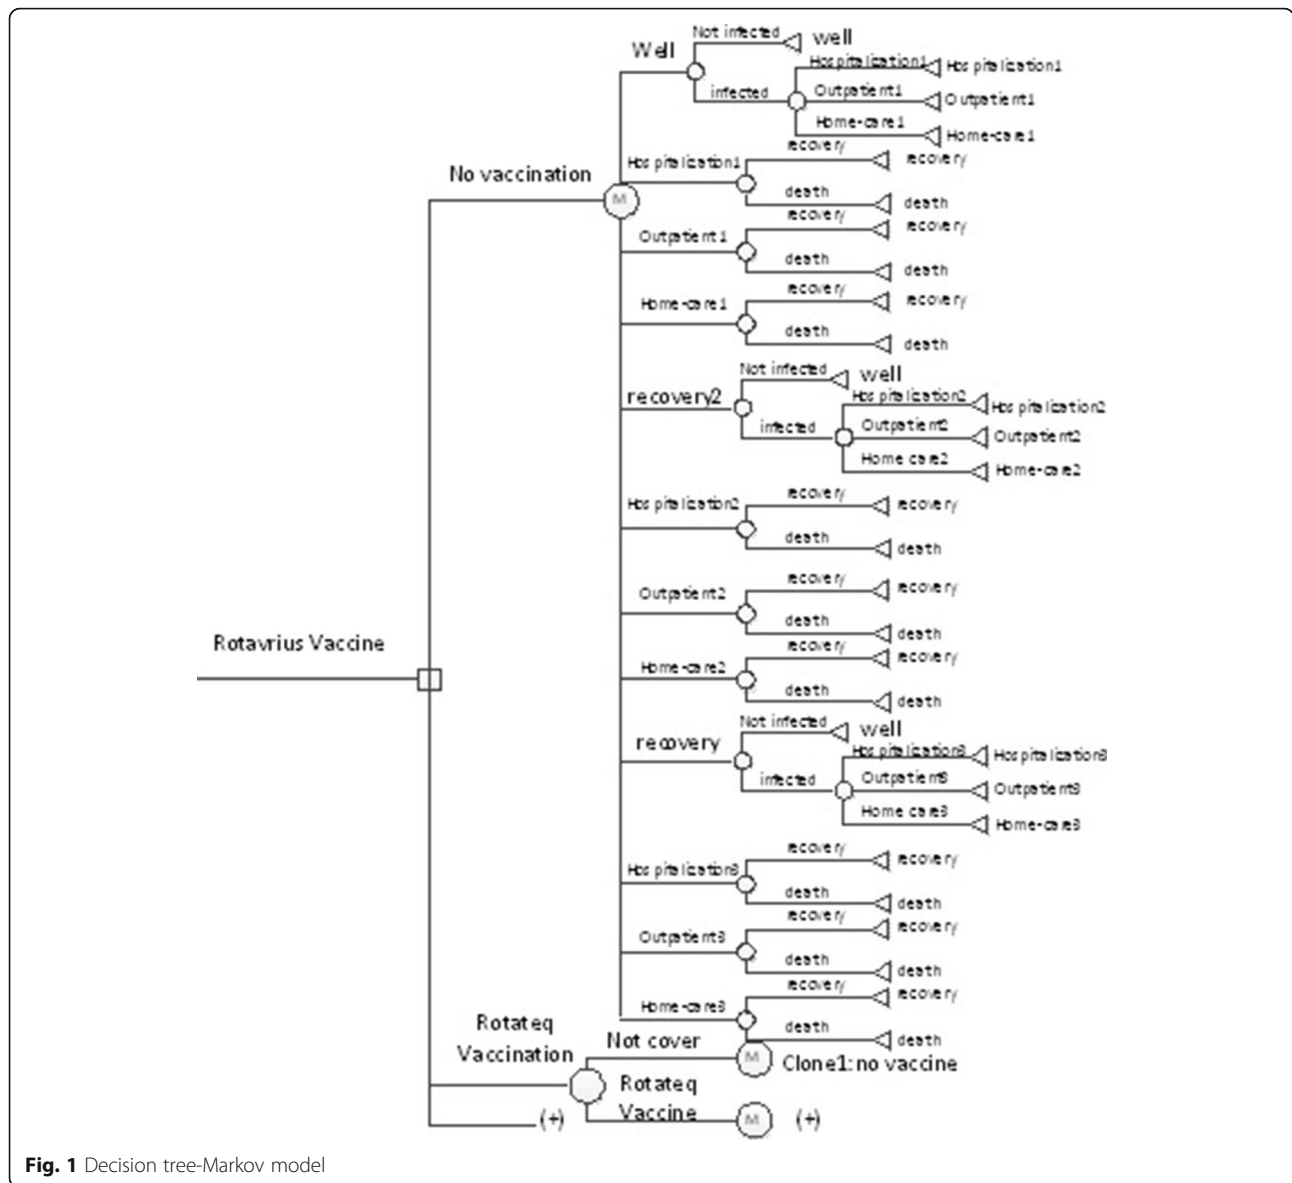 Not infected
well
Well
Hospitalization1
Hospitalization1
infected
Outpatient1
Outpatient1
Home-care1
Home-care1
No vaccination
Hospitalization1
recovery
recovery
death
death
Outpatient1
recovery
recovery
death
death
Home-care1
recovery
recovery
death
death
recovery2
Not infected
well
Hospitalization2
Hospitalization2
infected
Outpatient2
Outpatient2
Home care2
Home-care2
Hospitalization2
recovery
recovery
death
death
Outpatient2
recovery
recovery
death
death
Rotavrius Vaccine
Home-care2
recovery
recovery
death
death
recovery
Not infected
well
Hospitalization3
Hospitalization3
infected
Outpatient3
Outpatient3
Home care3
Home-care3
Hospitalization3
recovery
recovery
death
death
Outpatient3
recovery
recovery
death
death
Home-care3
recovery
recovery
death
death
Rotateq
Vaccination
Not cover
M
Clone1: no vaccine
Rotateq
Vaccine
M
(+)
(+)
M
Fig. 1 Decision tree-Markov model